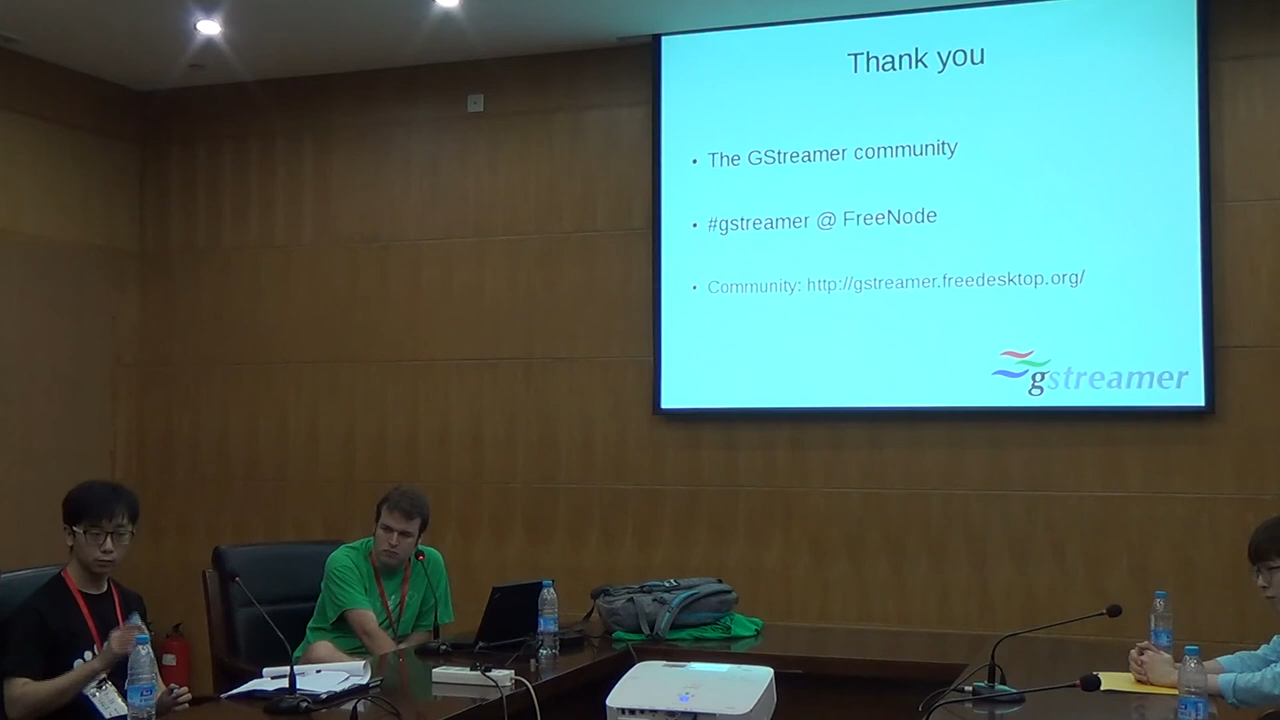 Thank you
• The GStreamer community
• #gstreamer @ FreeNode
• Community: http://gstreamer.freedesktop.org/
gstreamer